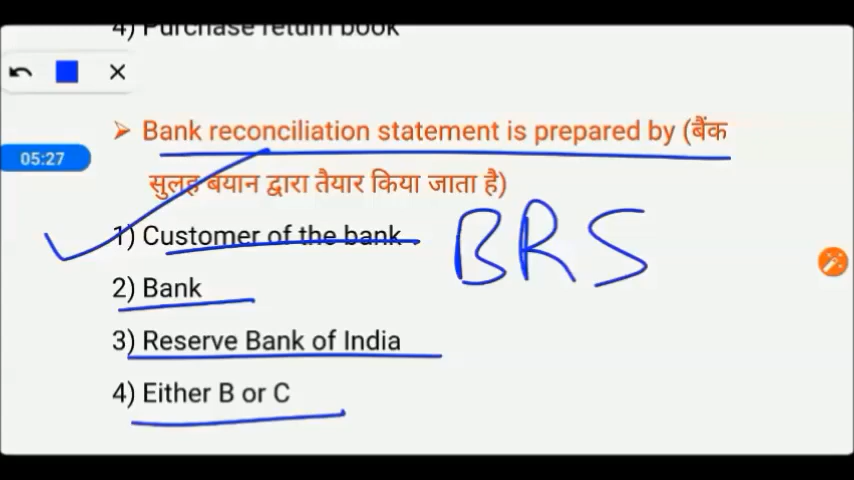 4) Purchase return book
05:27
➤ Bank reconciliation statement is prepared by (बैंक
सुलह बयान द्वारा तैयार किया जाता है)
1) Customer of the bank
BRS
2) Bank
3) Reserve Bank of India
4) Either B or C